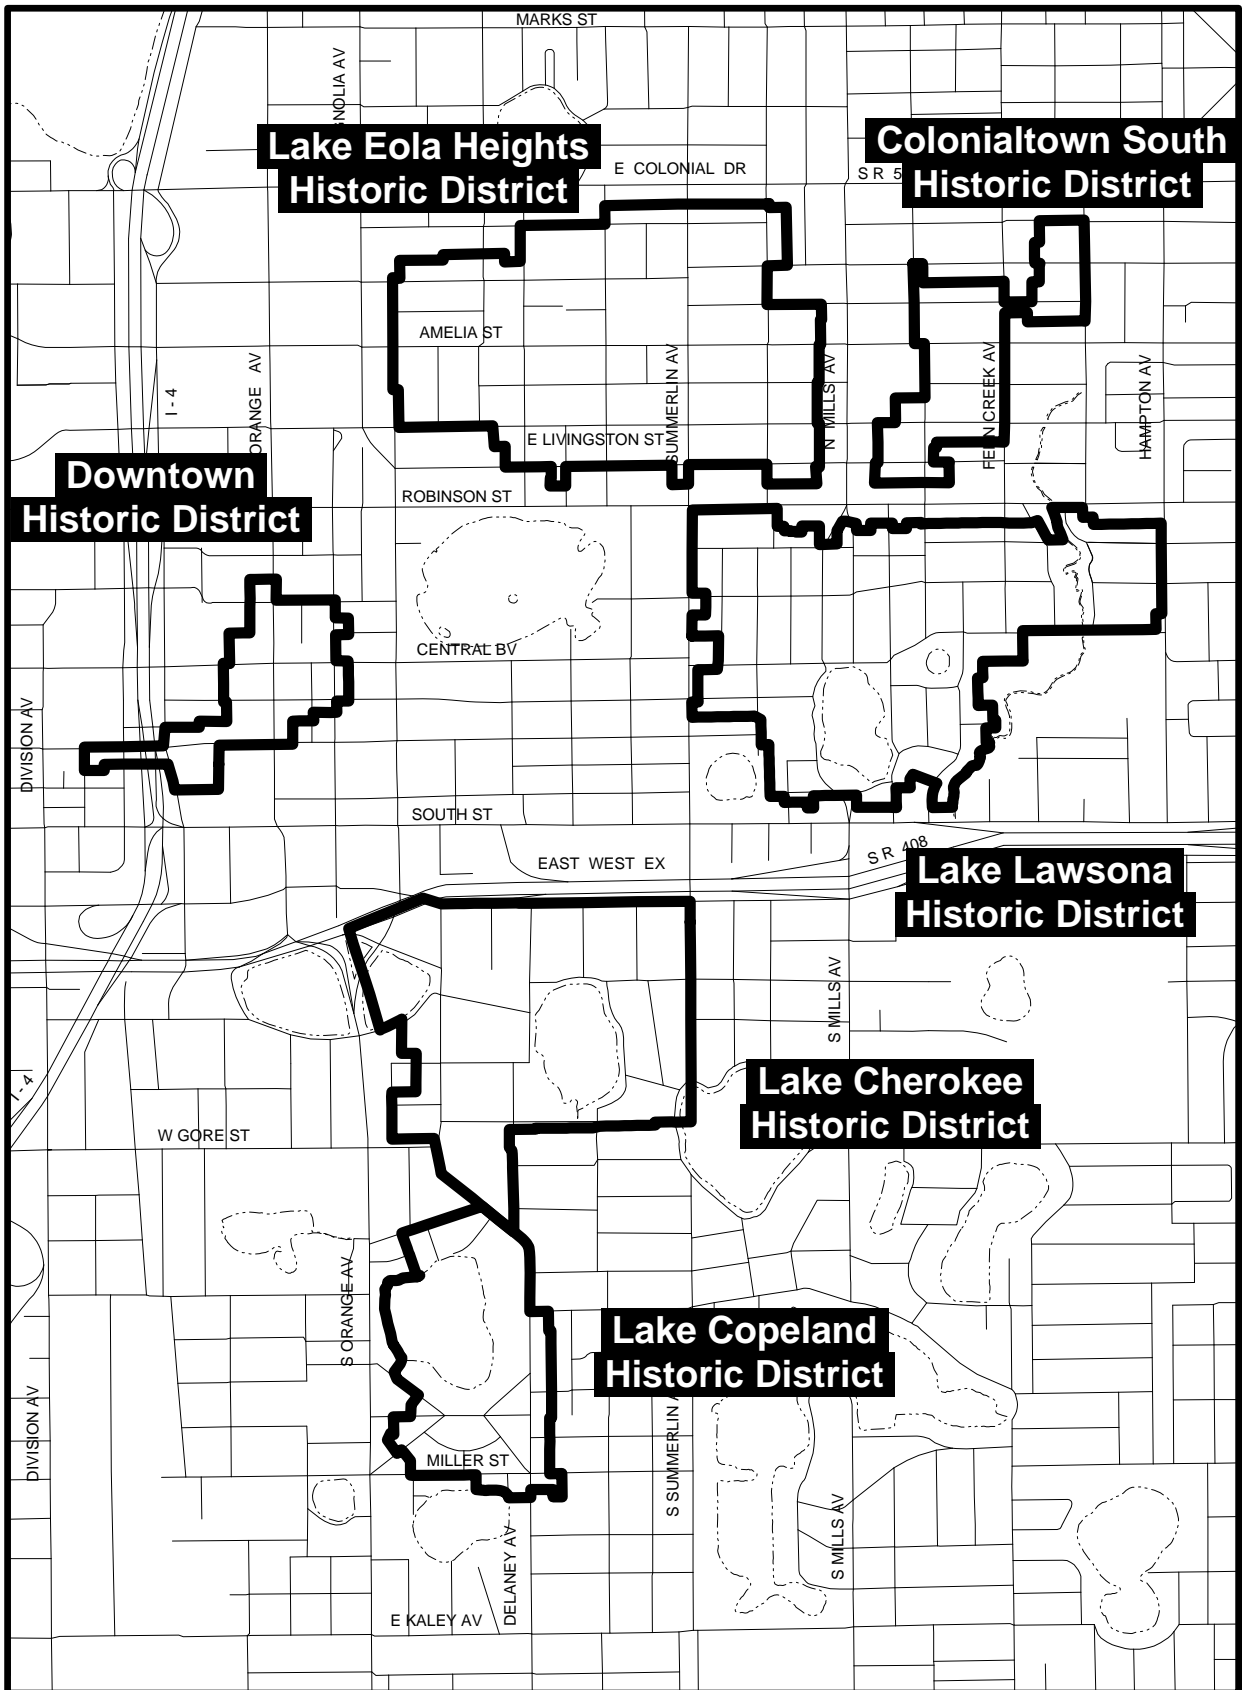 MARKS ST
GNOLIA AV
Lake Eola Heights
Historic District
Colonialtown South
Historic District
E COLONIAL DR
S R 5
AMELIA ST
SUMMERLIN AV
N MILLS AV
FERN CREEK AV
HAMPTON AV
I - 4
ORANGE AV
E LIVINGSTON ST
Downtown
Historic District
ROBINSON ST
CENTRAL BV
DIVISION AV
SOUTH ST
EAST WEST EX
S R 408
Lake Lawsona
Historic District
S MILLS AV
I - 4
Lake Cherokee
Historic District
W GORE ST
S ORANGE AV
Lake Copeland
Historic District
DIVISION AV
S SUMMERLIN A
MILLER ST
S MILLS AV
DELANEY AV
E KALEY AV